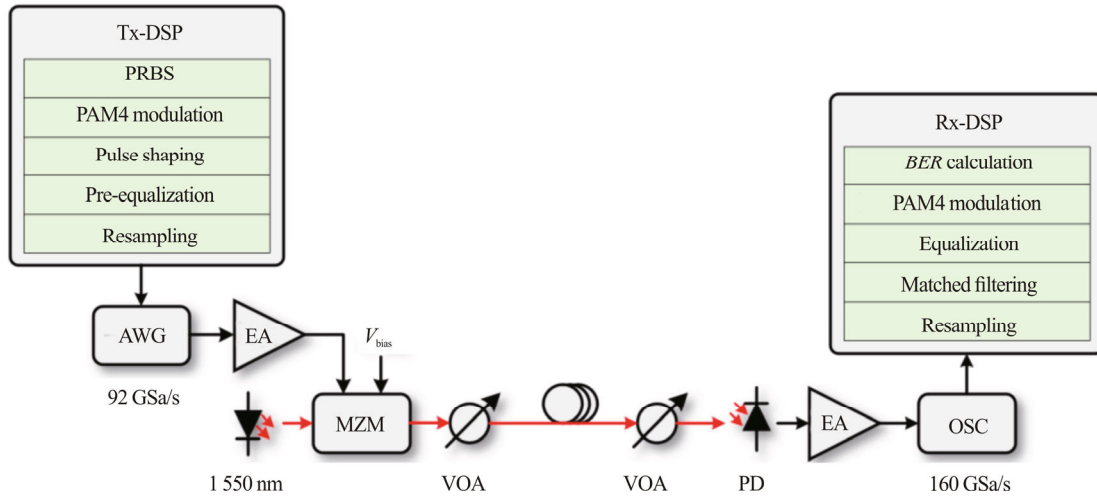 Tx-DSP
PRBS
PAM4 modulation
Pulse shaping
Pre-equalization
Resampling
Rx-DSP
BER calculation
PAM4 modulation
Equalization
Matched filtering
Resampling
AWG
EA
V_bias
92 GSa/s
MZM
EA
OSC
1 550 nm
VOA
VOA
PD
160 GSa/s